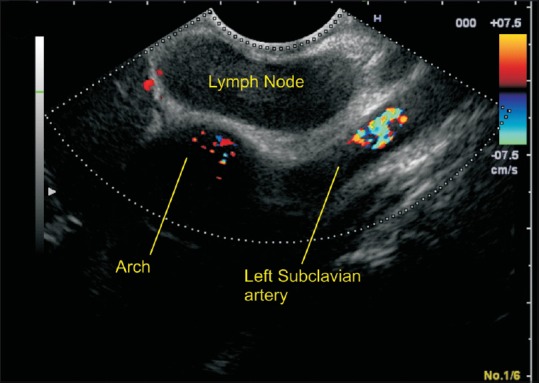 H
000 +07.5
Lymph Node
-07.5
cm/s
Arch
Left Subclavian
artery
No.1/6